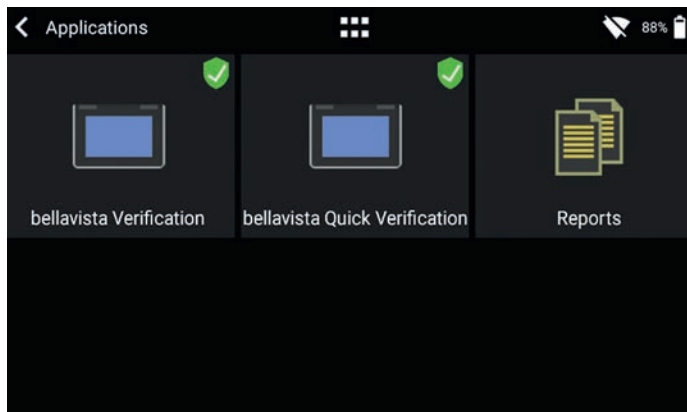 Applications
88%
bellavista Verification
bellavista Quick Verification
Reports